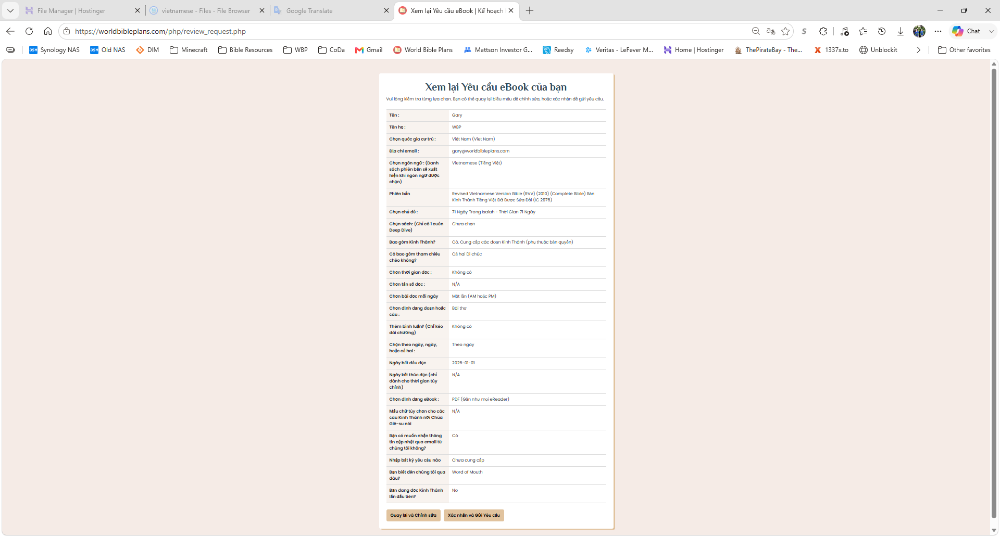 File Manager | Hostinger
vietnamese - Files - File Browser
Google Translate
Xem lại Yêu cầu eBook | Kế hoạch
https://worldbibleplans.com/php/review_request.php
Chat
Synology NAS
Old NAS
DIM
Minecraft
Bible Resources
WBP
CoDa
Gmail
World Bible Plans
Mattson Investor G...
Reedsy
Veritas - LeFever M...
Home | Hostinger
ThePirateBay - The...
1337x.to
Unblockit
Other favorites
Xem lại Yêu cầu eBook của bạn
Vui lòng kiểm tra từng lựa chọn. Bạn có thể quay lại biểu mẫu để chỉnh sửa, hoặc xác nhận để gửi yêu cầu.
Tên : Gary
Tên họ : WBP
Chọn quốc gia cư trú : Việt Nam (Viet Nam)
Địa chỉ email : gary@worldbibleplans.com
Chọn ngôn ngữ : (Danh Vietnamese (Tiếng Việt)
sách phiên bản sẽ xuất
hiện khi ngôn ngữ được
chọn)
Phiên bản Revised Vietnamese Version Bible (RVV) (2010) (Complete Bible) Bản
Kinh Thánh Tiếng Việt Đã Được Sửa Đổi (IC 2976)
Chọn chủ đề : 71 Ngày Trong Isaiah - Thời Gian 71 Ngày
Chọn sách: (Chỉ có 1 cuốn Chưa chọn
Deep Dive)
Bao gồm Kinh Thánh? Có. Cung cấp các đoạn Kinh Thánh (phụ thuộc bản quyền)
Có bao gồm tham chiếu Cả hai Di chúc
chéo không?
Chọn thời gian đọc : Không có
Chọn tần số đọc : N/A
Chọn bài đọc mỗi ngày Một lần (AM hoặc PM)
Chọn định dạng đoạn hoặc Bài thơ
câu :
Thêm bình luận? (Chỉ kéo Không có
dài chương)
Chọn theo ngày, ngày, Theo ngày
hoặc cả hai :
Ngày bắt đầu đọc 2026-01-01
Ngày kết thúc đọc (chỉ N/A
dành cho thời gian tùy
chỉnh)
Chọn định dạng eBook : PDF (Gần như mọi eReader)
Mẫu chữ tùy chọn cho các N/A
câu Kinh Thánh nơi Chúa
Giê-su nói
Bạn có muốn nhận thông Có
tin cập nhật qua email từ
chúng tôi không?
Nhập bất kỳ yêu cầu nào Chưa cung cấp
Bạn biết đến chúng tôi qua Word of Mouth
đâu?
Bạn đang đọc Kinh Thánh No
lần đầu tiên?
Quay lại và Chỉnh sửa
Xác nhận và Gửi Yêu cầu